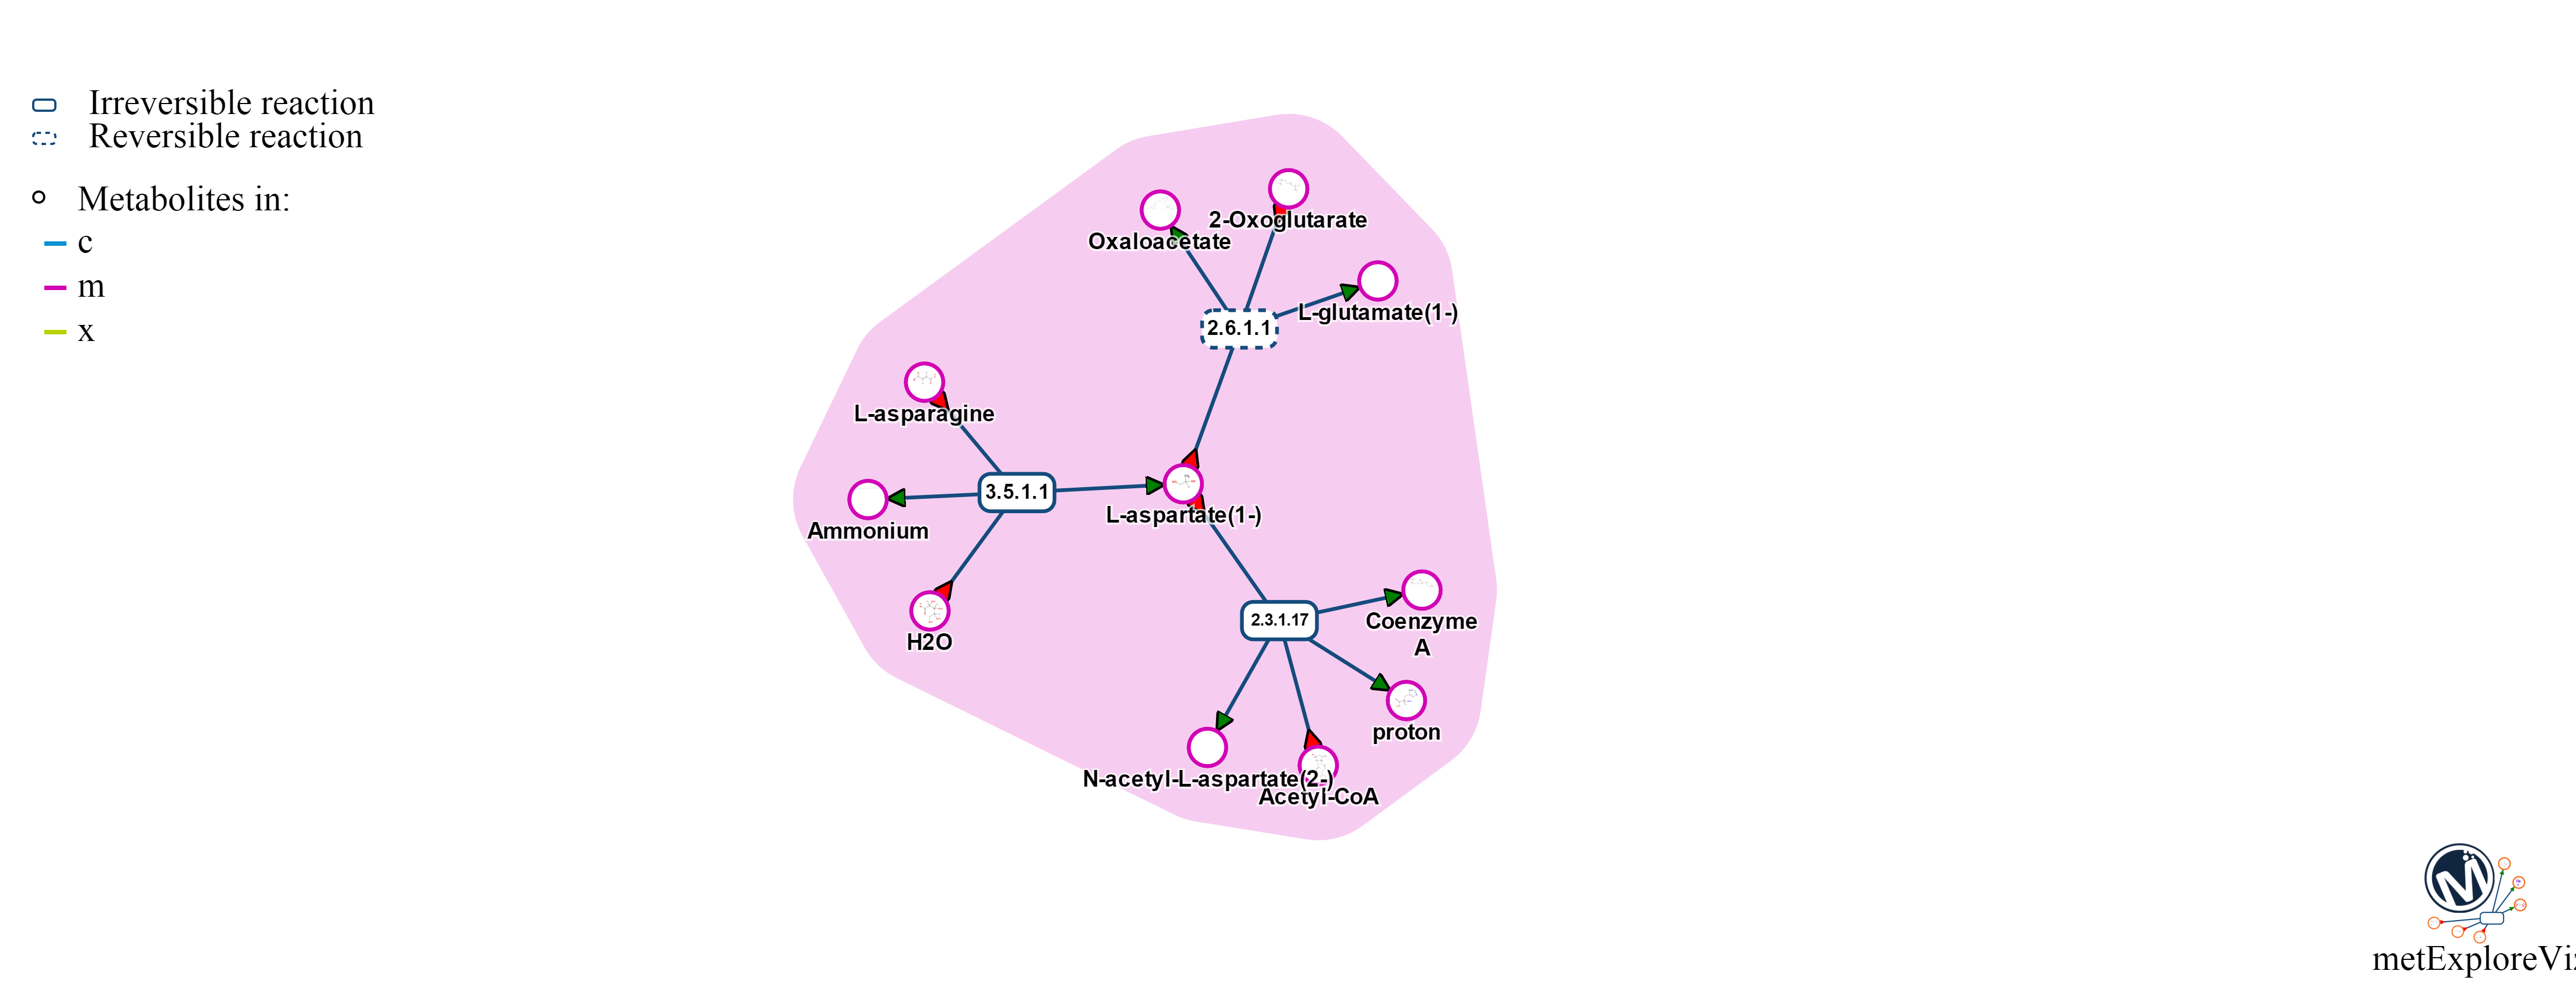 Irreversible reaction
Reversible reaction
Metabolites in:
c
m
x
2-Oxoglutarate
Oxaloacetate
L-glutamate(1-)
2.6.1.1
L-asparagine
3.5.1.1
L-aspartate(1-)
Ammonium
H2O
2.3.1.17
Coenzyme
A
proton
N-acetyl-L-aspartate(2-)
Acetyl-CoA
M
metExploreViz